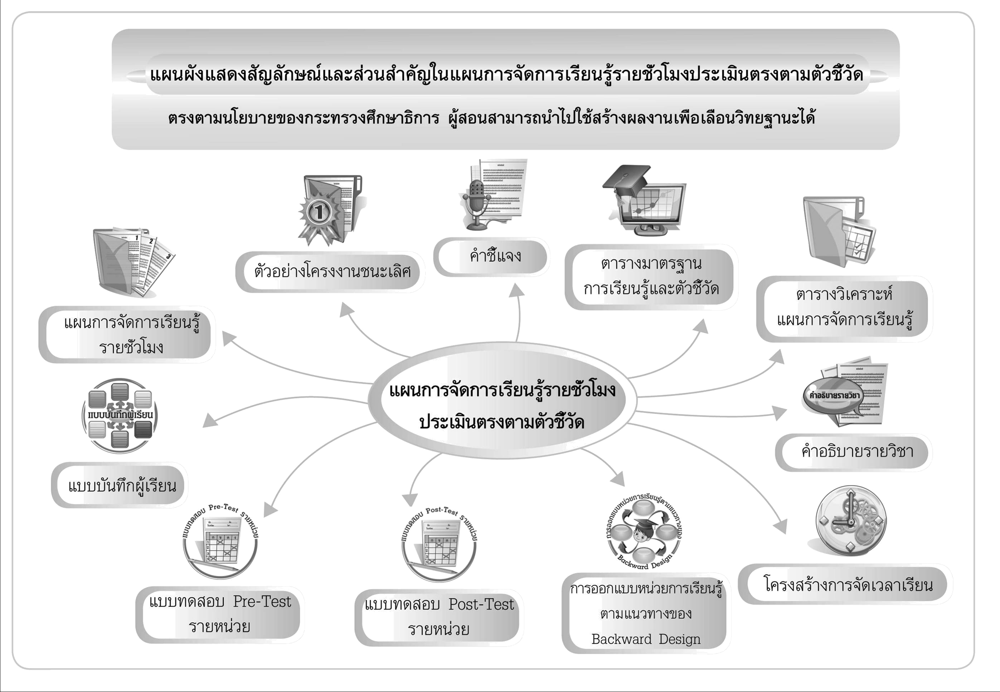 แผนผังแสดงสัญลักษณ์และส่วนสำคัญในแผนการจัดการเรียนรู้รายชั่วโมงประเมินตรงตามตัวชี้วัด
ตรงตามนโยบายของกระทรวงศึกษาธิการ ผู้สอนสามารถนำไปใช้สร้างผลงานเพื่อเลื่อนวิทยฐานะได้
1
2
3
แผนการจัดการเรียนรู้
รายชั่วโมง
1
ตัวอย่างโครงงานชนะเลิศ
คำชี้แจง
ตารางมาตรฐาน
การเรียนรู้และตัวชี้วัด
ตารางวิเคราะห์
แผนการจัดการเรียนรู้
แผนการจัดการเรียนรู้รายชั่วโมง
ประเมินตรงตามตัวชี้วัด
คำอธิบายรายวิชา
คำอธิบายรายวิชา
แบบบันทึกผู้เรียน
แบบบันทึกผู้เรียน
แบบทดสอบ Pre-Test รายหน่วย
ก ข ค ง
1
2
3
4
แบบทดสอบ Pre-Test
รายหน่วย
แบบทดสอบ Post-Test รายหน่วย
ก ข ค ง
1
2
3
4
แบบทดสอบ Post-Test
รายหน่วย
การออกแบบหน่วยการเรียนรู้ตามแนวทางของ
Backward Design
การออกแบบหน่วยการเรียนรู้
ตามแนวทางของ
Backward Design
โครงสร้างการจัดเวลาเรียน